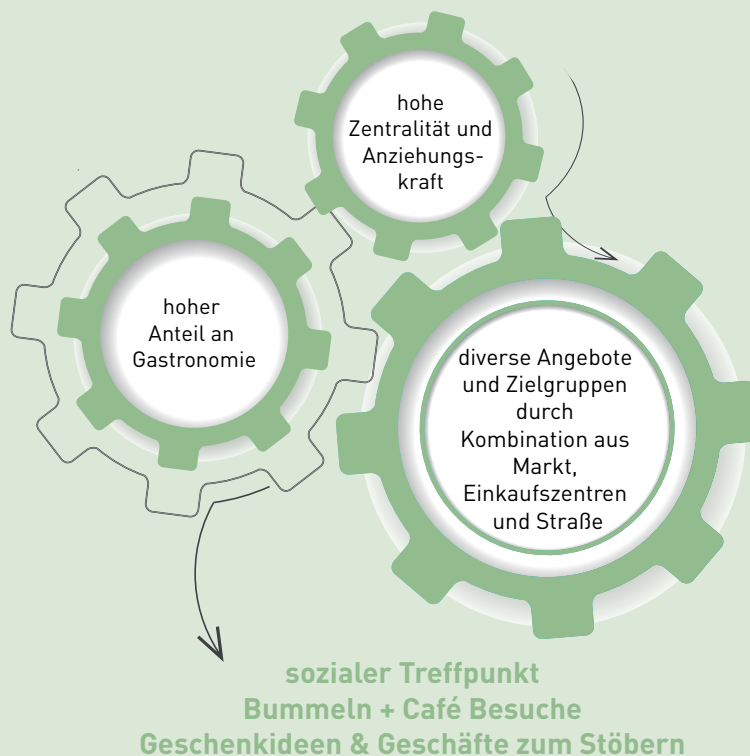 hohe
Zentralität und
Anziehungs-
kraft
hoher
Anteil an
Gastronomie
diverse Angebote
und Zielgruppen
durch
Kombination aus
Markt,
Einkaufszentren
und Straße
sozialer Treffpunkt
Bummeln + Café Besuche
Geschenkideen & Geschäfte zum Stöbern